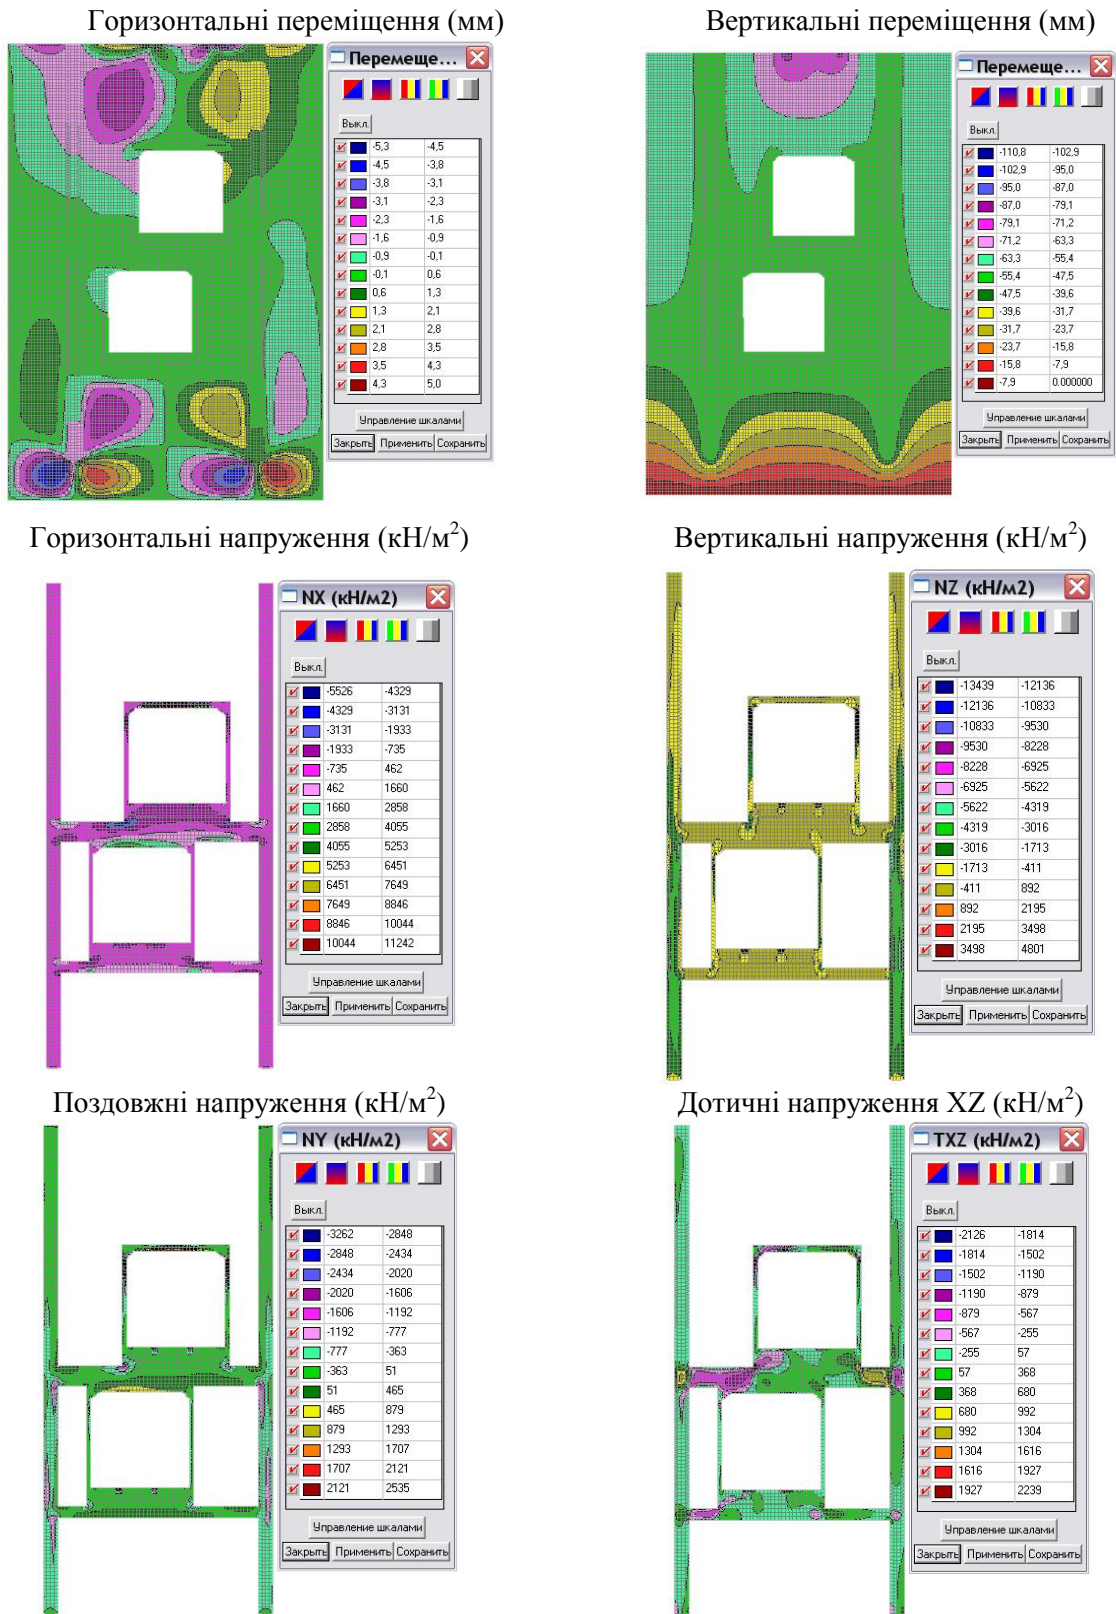 Горизонтальні переміщення (мм)
Перемеще...
Выкл.
-5,3 -4,5
-4,5 -3,8
-3,8 -3,1
-3,1 -2,3
-2,3 -1,6
-1,6 -0,9
-0,9 -0,1
-0,1 0,6
0,6 1,3
1,3 2,1
2,1 2,8
2,8 3,5
3,5 4,3
4,3 5,0
Управление шкалами
Закрыть Применить Сохранить
Вертикальні переміщення (мм)
Перемеще...
Выкл.
-110,8 -102,9
-102,9 -95,0
-95,0 -87,0
-87,0 -79,1
-79,1 -71,2
-71,2 -63,3
-63,3 -55,4
-55,4 -47,5
-47,5 -39,6
-39,6 -31,7
-31,7 -23,7
-23,7 -15,8
-15,8 -7,9
-7,9 0.000000
Управление шкалами
Закрыть Применить Сохранить
Горизонтальні напруження (кН/м²)
NX (кН/м2)
Выкл.
-5526 -4329
-4329 -3131
-3131 -1933
-1933 -735
-735 462
462 1660
1660 2858
2858 4055
4055 5253
5253 6451
6451 7649
7649 8846
8846 10044
10044 11242
Управление шкалами
Закрыть Применить Сохранить
Вертикальні напруження (кН/м²)
NZ (кН/м2)
Выкл.
-13439 -12136
-12136 -10833
-10833 -9530
-9530 -8228
-8228 -6925
-6925 -5622
-5622 -4319
-4319 -3016
-3016 -1713
-1713 -411
-411 892
892 2195
2195 3498
3498 4801
Управление шкалами
Закрыть Применить Сохранить
Поздовжні напруження (кН/м²)
NY (кН/м2)
Выкл.
-3262 -2848
-2848 -2434
-2434 -2020
-2020 -1606
-1606 -1192
-1192 -777
-777 -363
-363 51
51 465
465 879
879 1293
1293 1707
1707 2121
2121 2535
Управление шкалами
Закрыть Применить Сохранить
Дотичні напруження XZ (кН/м²)
TXZ (кН/м2)
Выкл.
-2126 -1814
-1814 -1502
-1502 -1190
-1190 -879
-879 -567
-567 -255
-255 57
57 368
368 680
680 992
992 1304
1304 1616
1616 1927
1927 2239
Управление шкалами
Закрыть Применить Сохранить